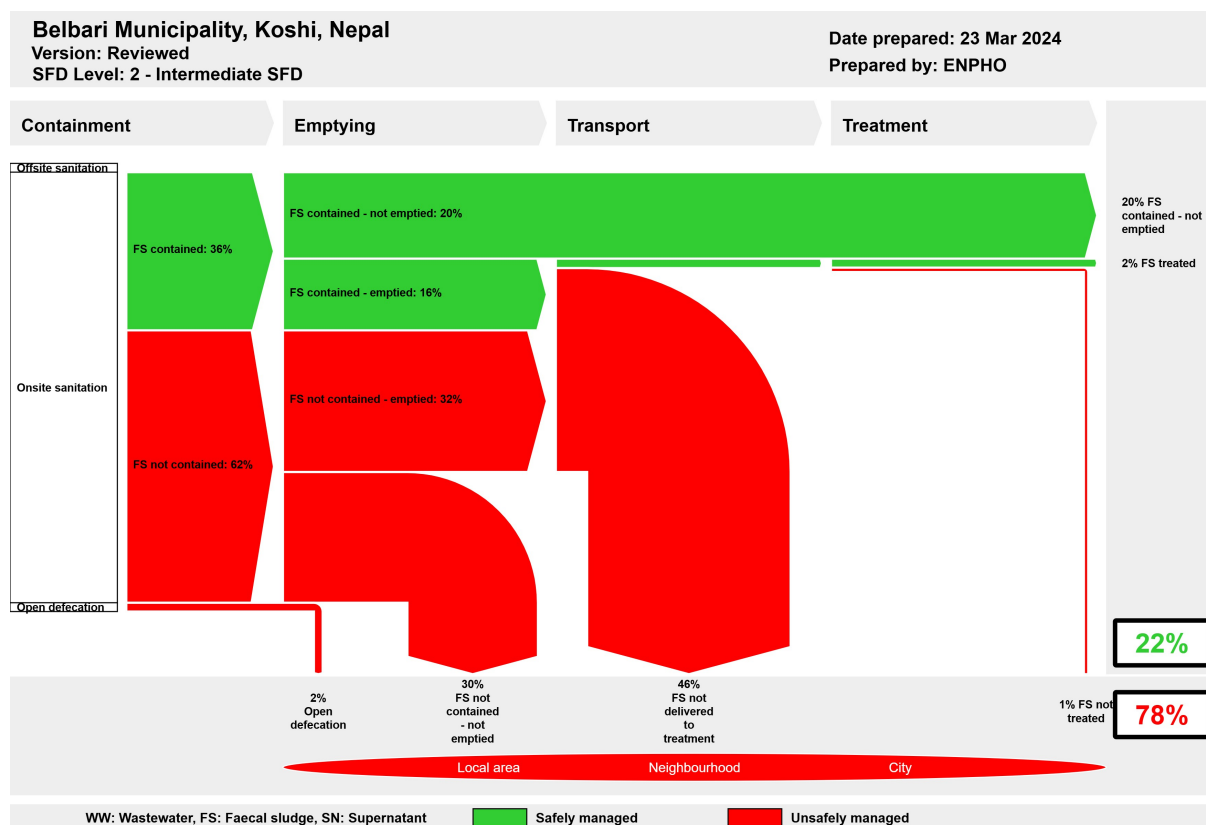 Belbari Municipality, Koshi, Nepal
Version: Reviewed
SFD Level: 2 - Intermediate SFD
Date prepared: 23 Mar 2024
Prepared by: ENPHO
Containment
Emptying
Transport
Treatment
Offsite sanitation
FS contained: 36%
FS contained - not emptied: 20%
20% FS
contained - not
emptied
2% FS treated
FS contained - emptied: 16%
Onsite sanitation
FS not contained - emptied: 32%
FS not contained: 62%
Open defecation
22%
2%
Open
defecation
30%
FS not
contained
- not
emptied
46%
FS not
delivered
to
treatment
1% FS not
treated
78%
Local area
Neighbourhood
City
WW: Wastewater, FS: Faecal sludge, SN: Supernatant
Safely managed
Unsafely managed